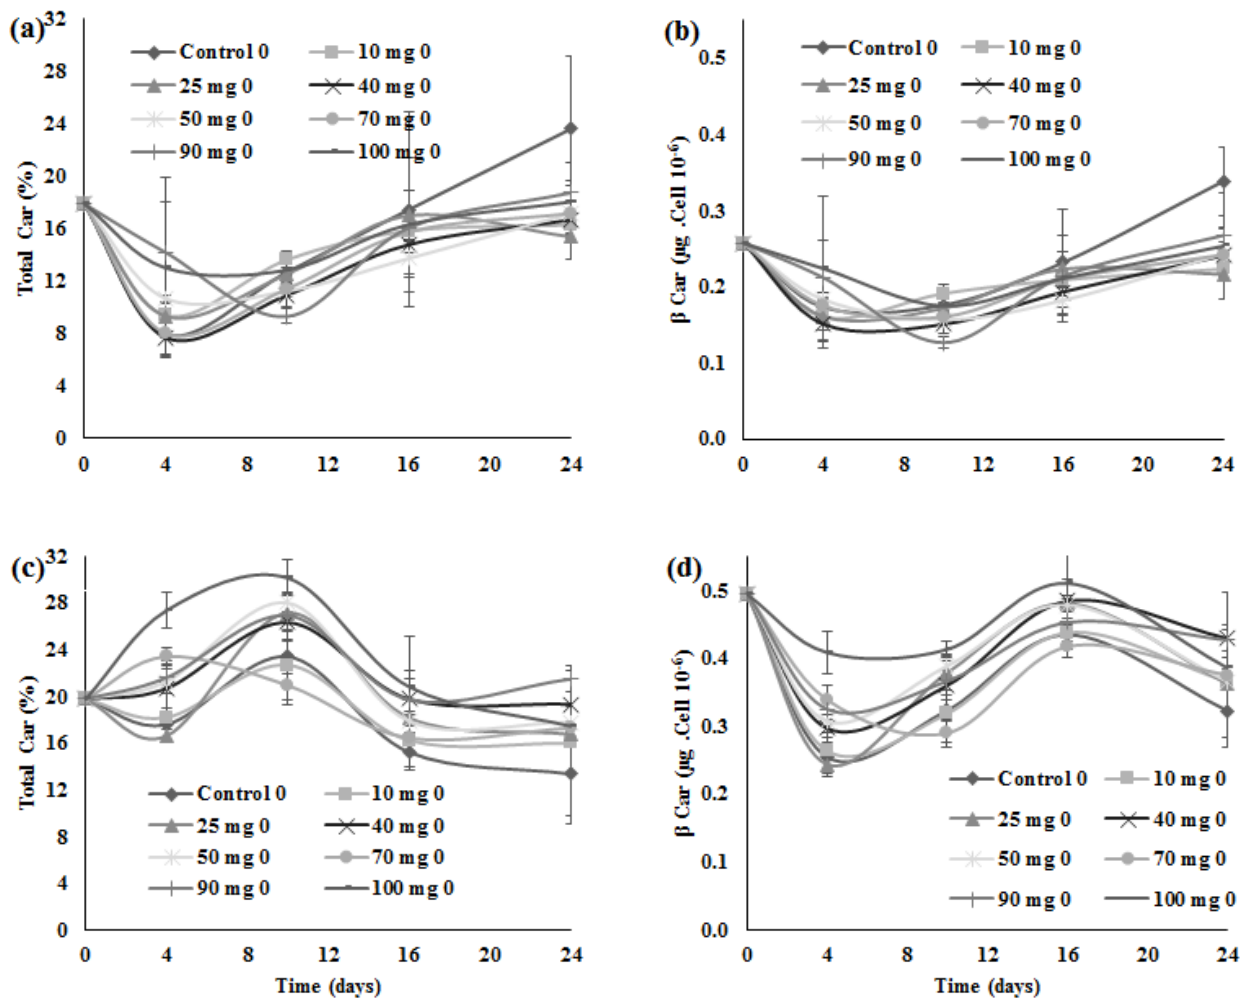 (a)
Total Car (%)
32
28
24
20
16
12
8
4
0
Control 0
10 mg 0
25 mg 0
40 mg 0
50 mg 0
70 mg 0
90 mg 0
100 mg 0
0 4 8 12 16 20 24
(b)
β Car (µg .Cell 10⁻⁶)
0.5
0.4
0.3
0.2
0.1
0.0
Control 0
10 mg 0
25 mg 0
40 mg 0
50 mg 0
70 mg 0
90 mg 0
100 mg 0
0 4 8 12 16 20 24
(c)
Total Car (%)
32
28
24
20
16
12
8
4
0
Control 0
10 mg 0
25 mg 0
40 mg 0
50 mg 0
70 mg 0
90 mg 0
100 mg 0
0 4 8 12 16 20 24
Time (days)
(d)
β Car (µg .Cell 10⁻⁶)
0.5
0.4
0.3
0.2
0.1
0.0
Control 0
10 mg 0
25 mg 0
40 mg 0
50 mg 0
70 mg 0
90 mg 0
100 mg 0
0 4 8 12 16 20 24
Time (days)